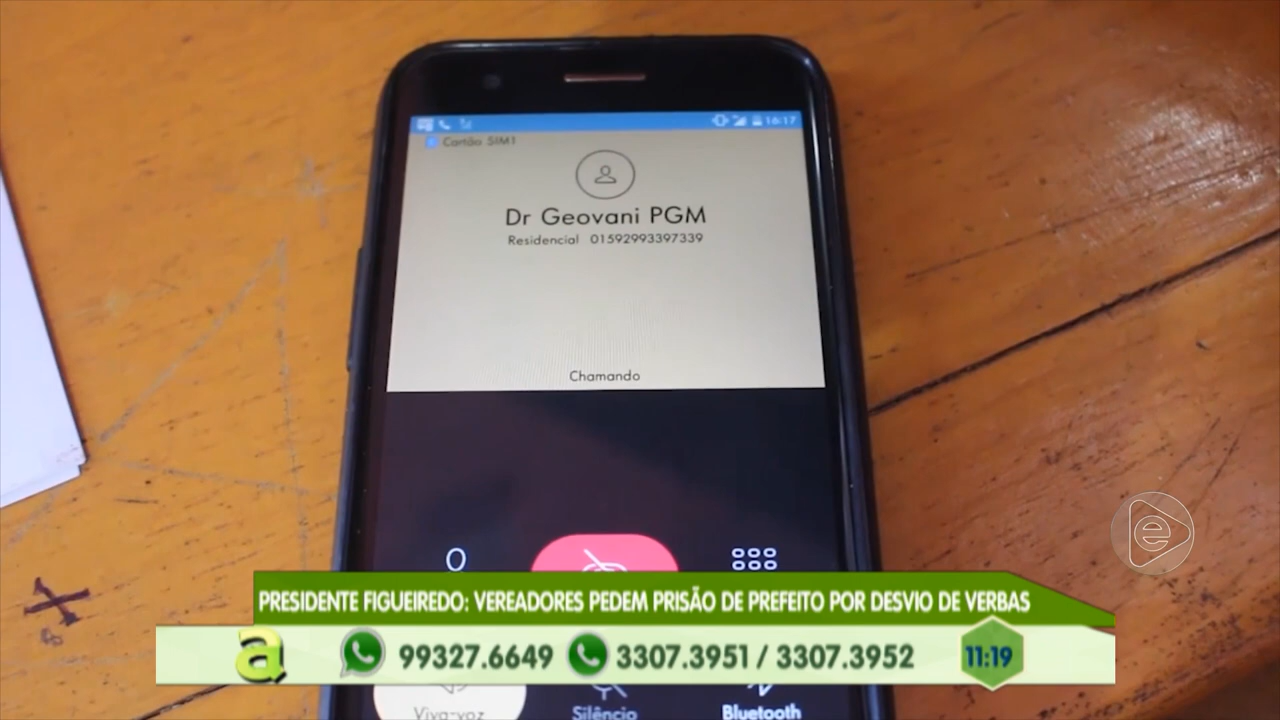 16:17
Cartão SIM1
Dr Geovani PGM
Residencial 01592993397339
Chamando
PRESIDENTE FIGUEIREDO: VEREADORES PEDEM PRISÃO DE PREFEITO POR DESVIO DE VERBAS
a 99327.6649 3307.3951 / 3307.3952 11:19
Viva-voz Silêncio Bluetooth
e